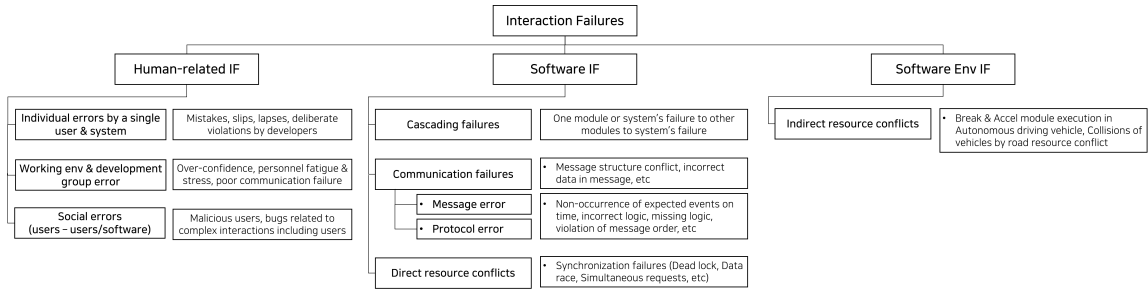 Interaction Failures
Human-related IF
Software IF
Software Env IF
Individual errors by a single
user & system
Mistakes, slips, lapses, deliberate
violations by developers
Working env & development
group error
Over-confidence, personnel fatigue &
stress, poor communication failure
Social errors
(users – users/software)
Malicious users, bugs related to
complex interactions including users
Cascading failures
One module or system's failure to other
modules to system's failure
Communication failures
• Message structure conflict, incorrect
data in message, etc
• Message error
• Protocol error
• Non-occurrence of expected events on
time, incorrect logic, missing logic,
violation of message order, etc
Direct resource conflicts
• Synchronization failures (Dead lock, Data
race, Simultaneous requests, etc)
Indirect resource conflicts
• Break & Accel module execution in
Autonomous driving vehicle, Collisions of
vehicles by road resource conflict